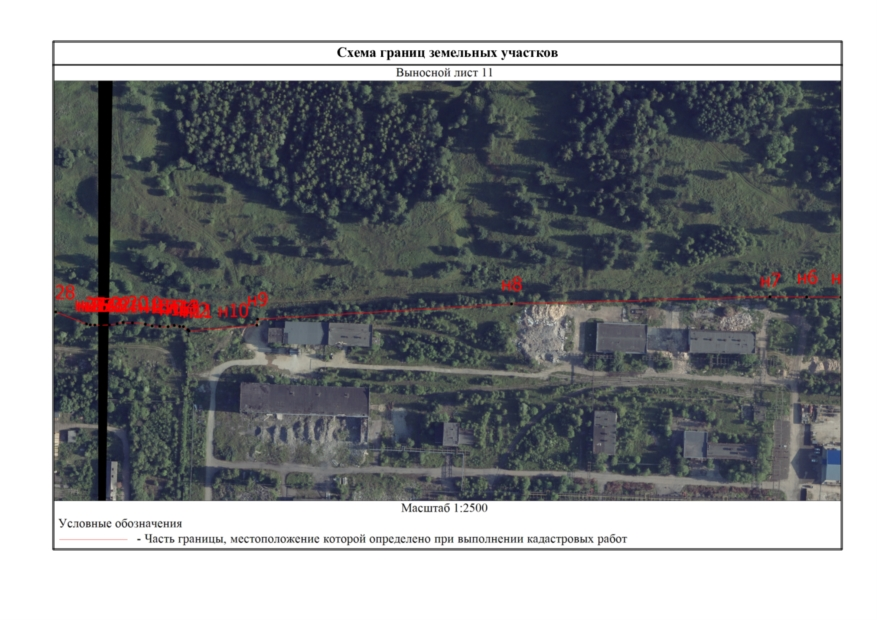 Схема границ земельных участков
Выносной лист 11
28
н10
н9
н8
н7
н6
н
Масштаб 1:2500
Условные обозначения
- Часть границы, местоположение которой определено при выполнении кадастровых работ